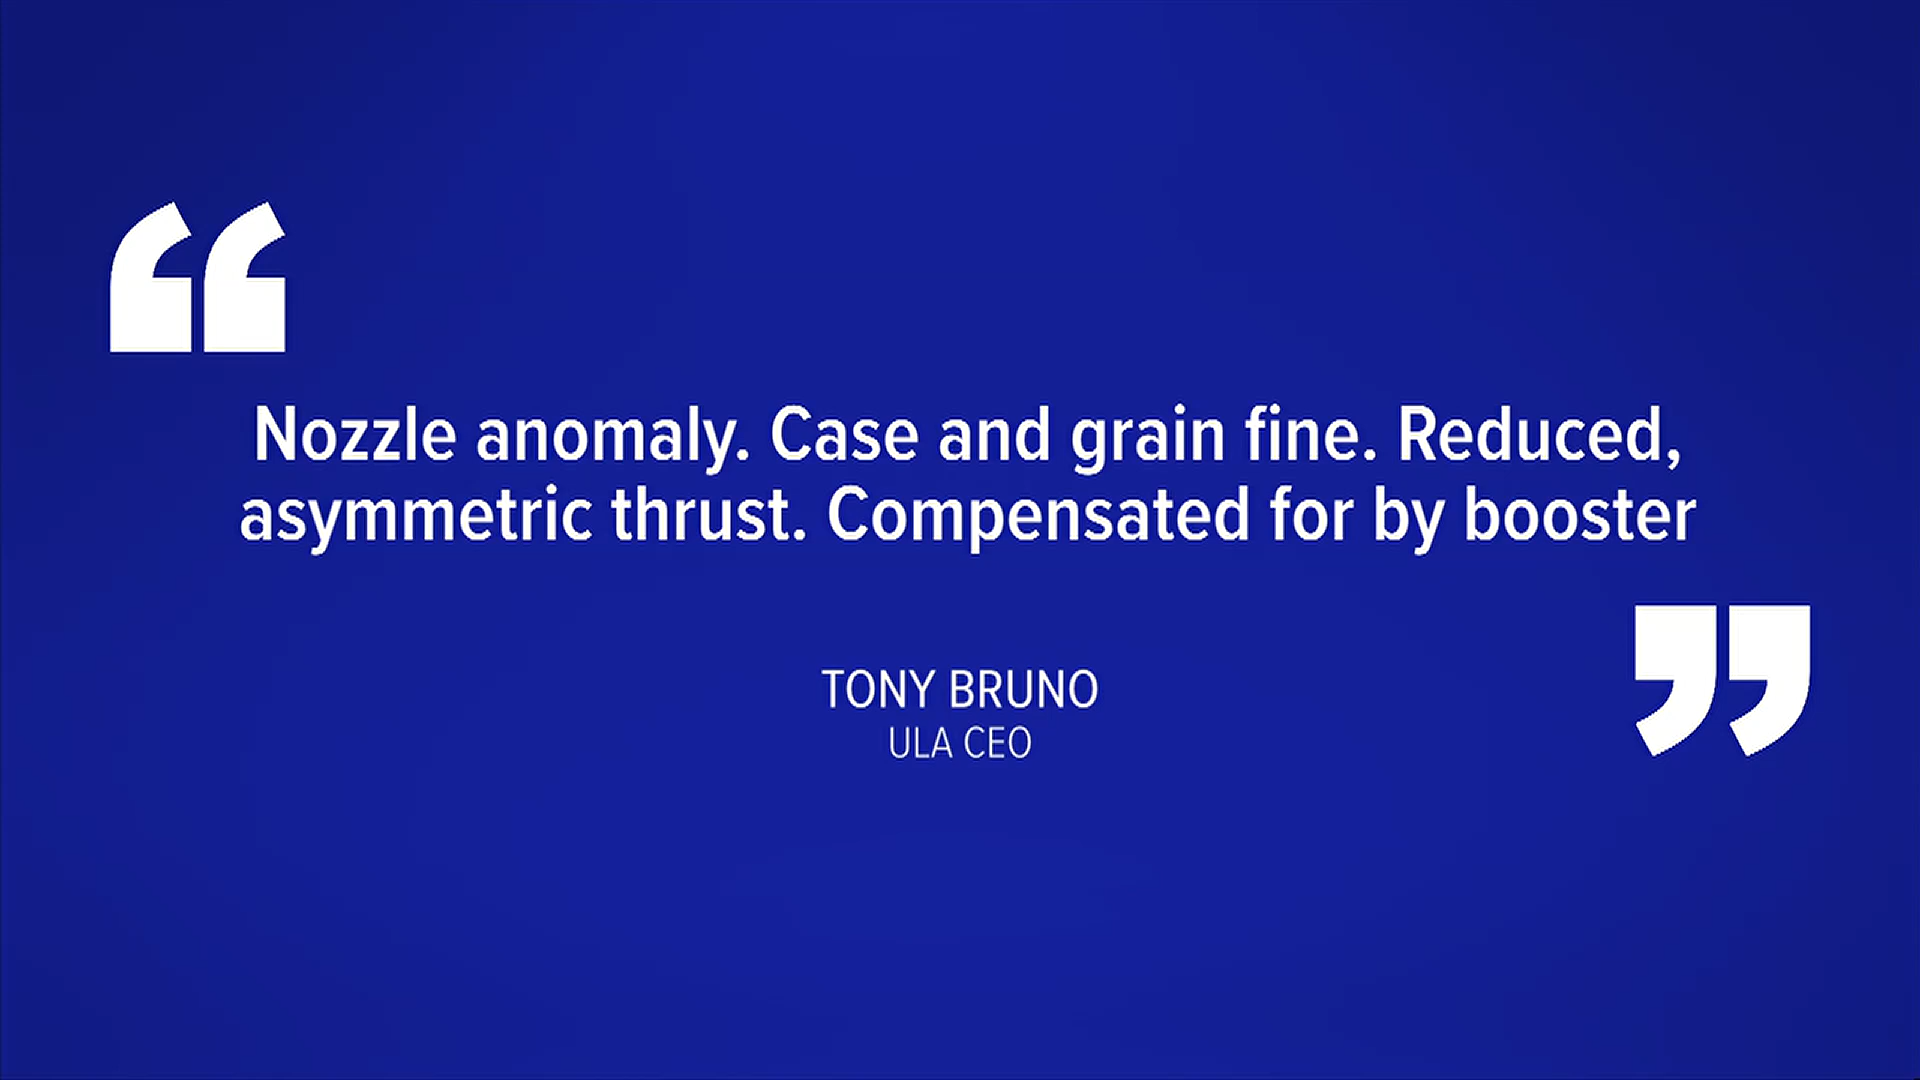 “
Nozzle anomaly. Case and grain fine. Reduced,
asymmetric thrust. Compensated for by booster
”
TONY BRUNO
ULA CEO